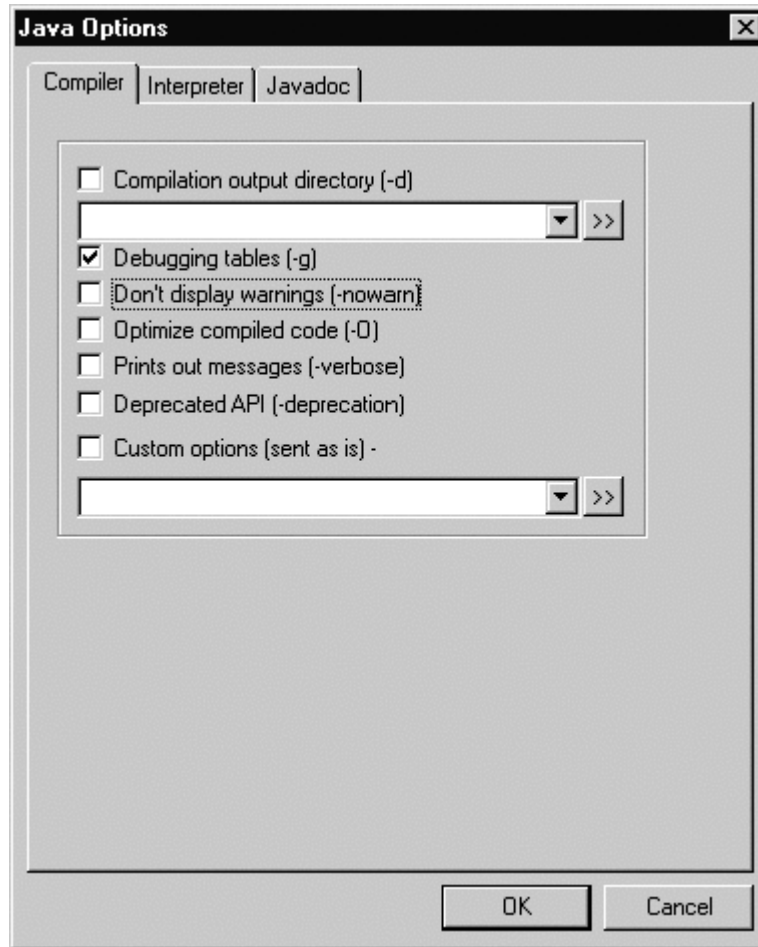 Java Options
Compiler Interpreter Javadoc
Compilation output directory (-d)
>>
Debugging tables (-g)
Don't display warnings (-nowarn)
Optimize compiled code (-O)
Prints out messages (-verbose)
Deprecated API (-deprecation)
Custom options (sent as is) -
>>
OK Cancel